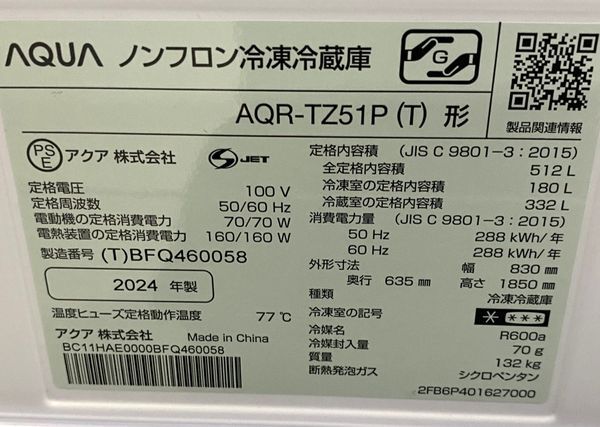 AQUA ノンフロン冷凍冷蔵庫
G
AQR-TZ51P (T) 形
製品関連情報
PS
E
アクア 株式会社
S JET
定格電圧 100 V
定格周波数 50/60 Hz
電動機の定格消費電力 70/70 W
電熱装置の定格消費電力 160/160 W
製造番号 (T)BFQ460058
2024 年製
温度ヒューズ定格動作温度 77 ℃
アクア 株式会社 Made in China
BC11HAE0000BFQ460058
定格内容積 (JIS C 9801-3 : 2015)
全定格内容積 512 L
冷凍室の定格内容積 180 L
冷蔵室の定格内容積 332 L
消費電力量 (JIS C 9801-3 : 2015)
50 Hz 288 kWh/年
60 Hz 288 kWh/年
外形寸法 幅 830 mm
奥行 635 mm 高さ 1850 mm
種類 冷凍冷蔵庫
冷凍室の記号 * ***
冷媒名 R600a
冷媒封入量 70 g
質量 132 kg
断熱発泡ガス シクロペンタン
2FB6P401627000